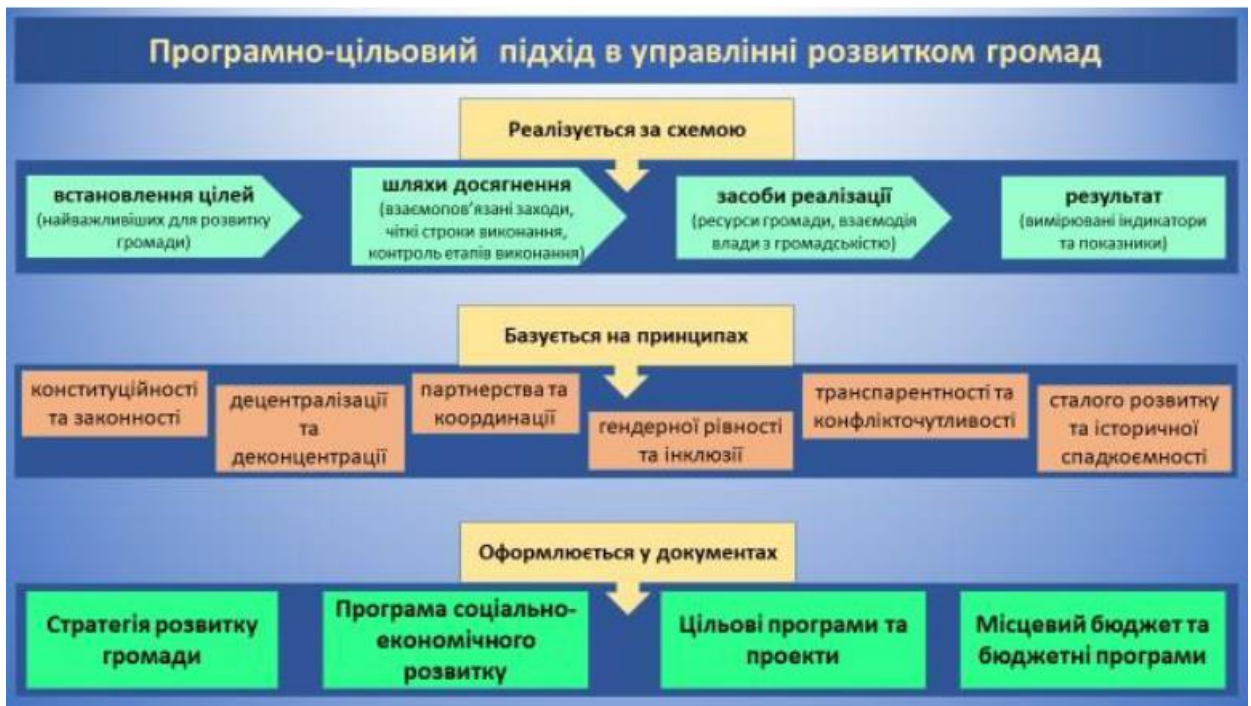 Програмно-цільовий підхід в управлінні розвитком громад
Реалізується за схемою
встановлення цілей
(найважливіших для розвитку
громади)
шляхи досягнення
(взаємопов’язані заходи,
чіткі строки виконання,
контроль етапів виконання)
засоби реалізації
(ресурси громади, взаємодія
влади з громадськістю)
результат
(вимірювані індикатори
та показники)
Базується на принципах
конституційності
та законності
децентралізації
та
деконцентрації
партнерства та
координації
гендерної рівності
та інклюзії
транспарентності та
конфлікточутливості
сталого розвитку
та історичної
спадкоємності
Оформлюється у документах
Стратегія розвитку
громади
Програма соціально-
економічного
розвитку
Цільові програми та
проекти
Місцевий бюджет та
бюджетні програми